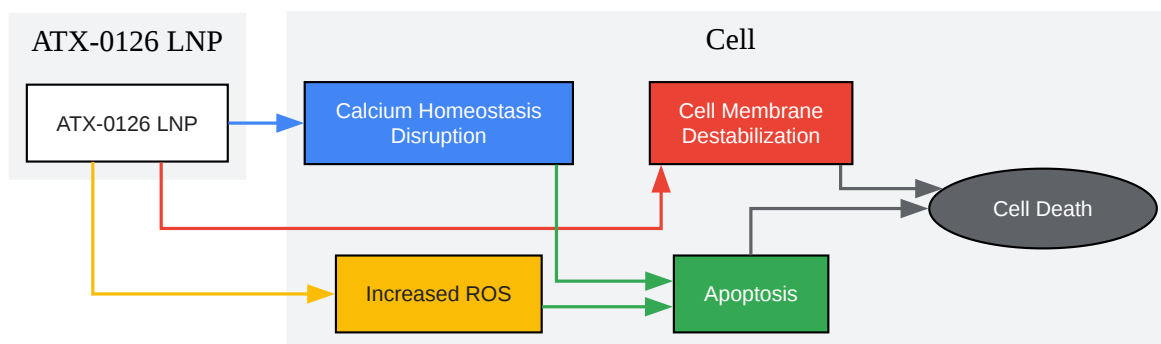 ATX-0126 LNP
Cell
ATX-0126 LNP
Calcium Homeostasis
Disruption
Cell Membrane
Destabilization
Cell Death
Increased ROS
Apoptosis